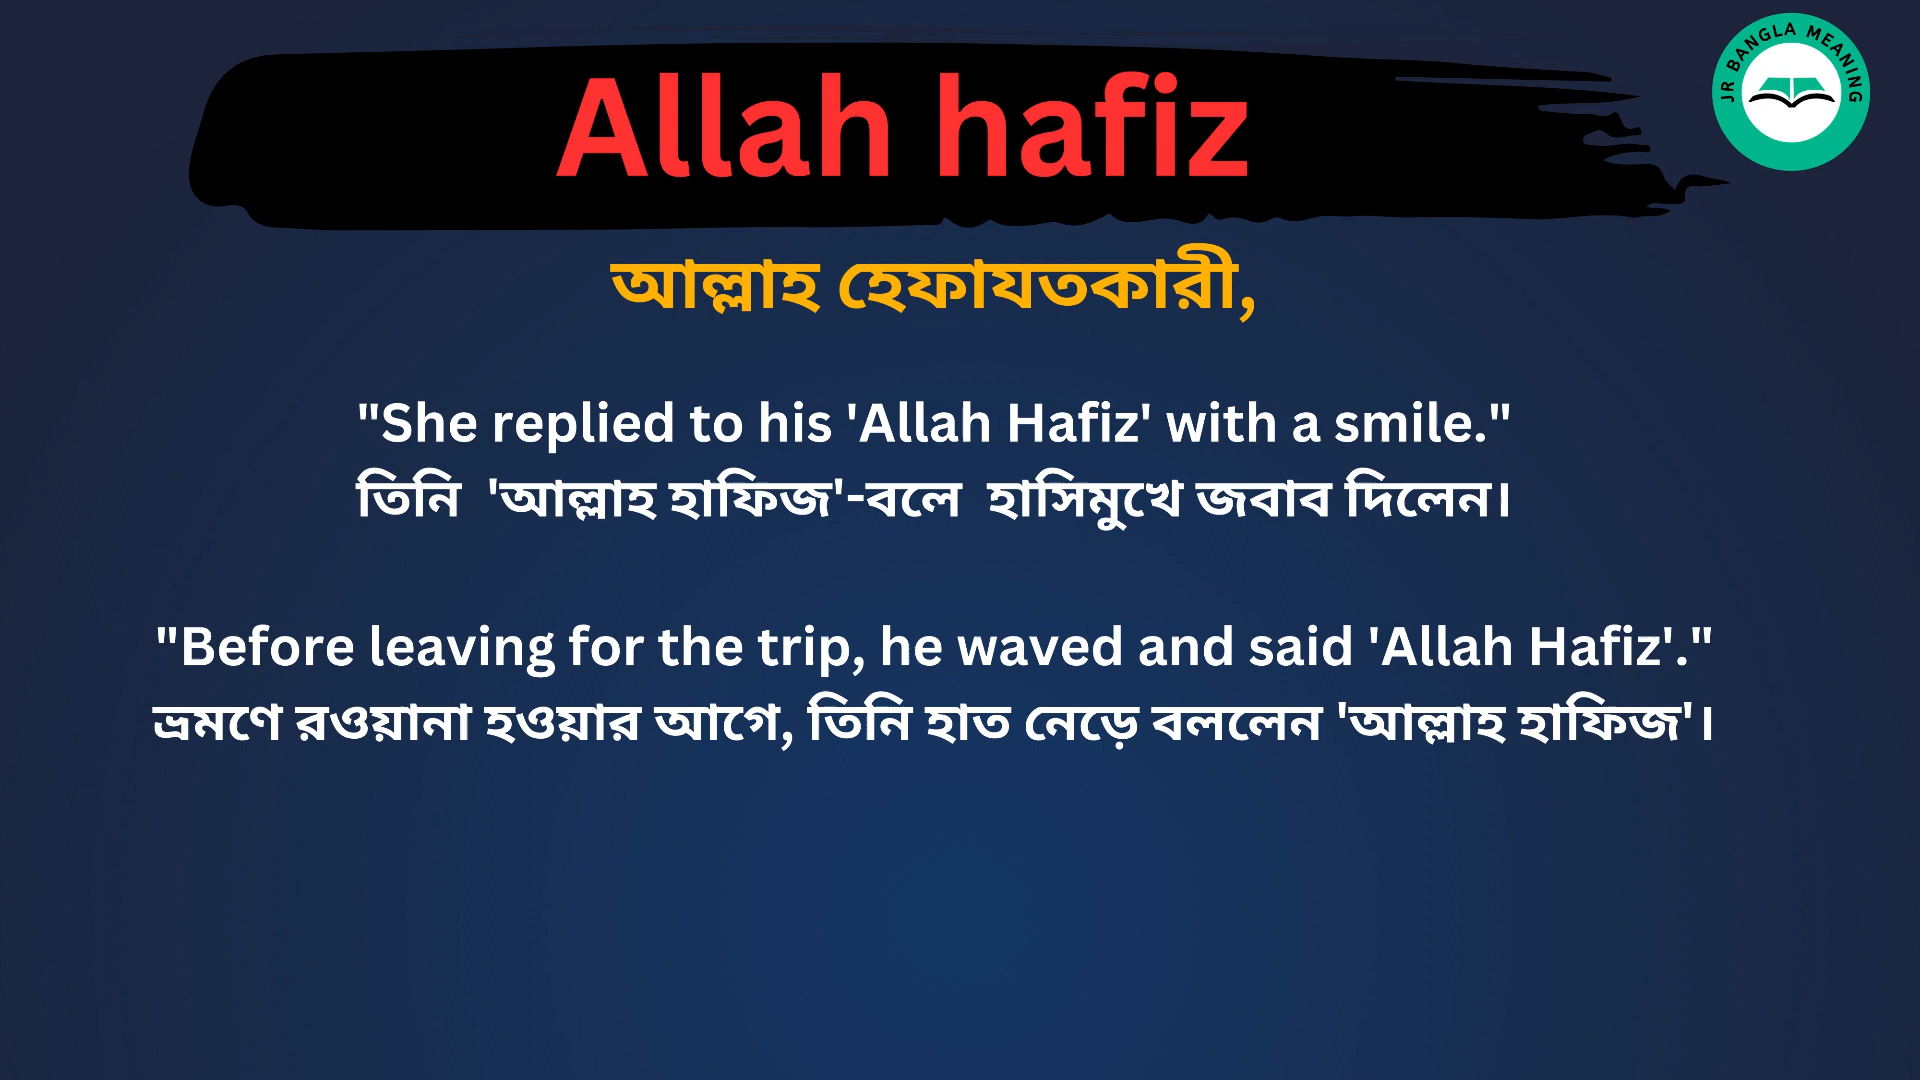 Allah hafiz
JR BANGLA MEANING
আল্লাহ হেফাযতকারী,
"She replied to his 'Allah Hafiz' with a smile."
তিনি 'আল্লাহ হাফিজ'-বলে হাসিমুখে জবাব দিলেন।
"Before leaving for the trip, he waved and said 'Allah Hafiz'."
ভ্রমণে রওয়ানা হওয়ার আগে, তিনি হাত নেড়ে বললেন 'আল্লাহ হাফিজ'।